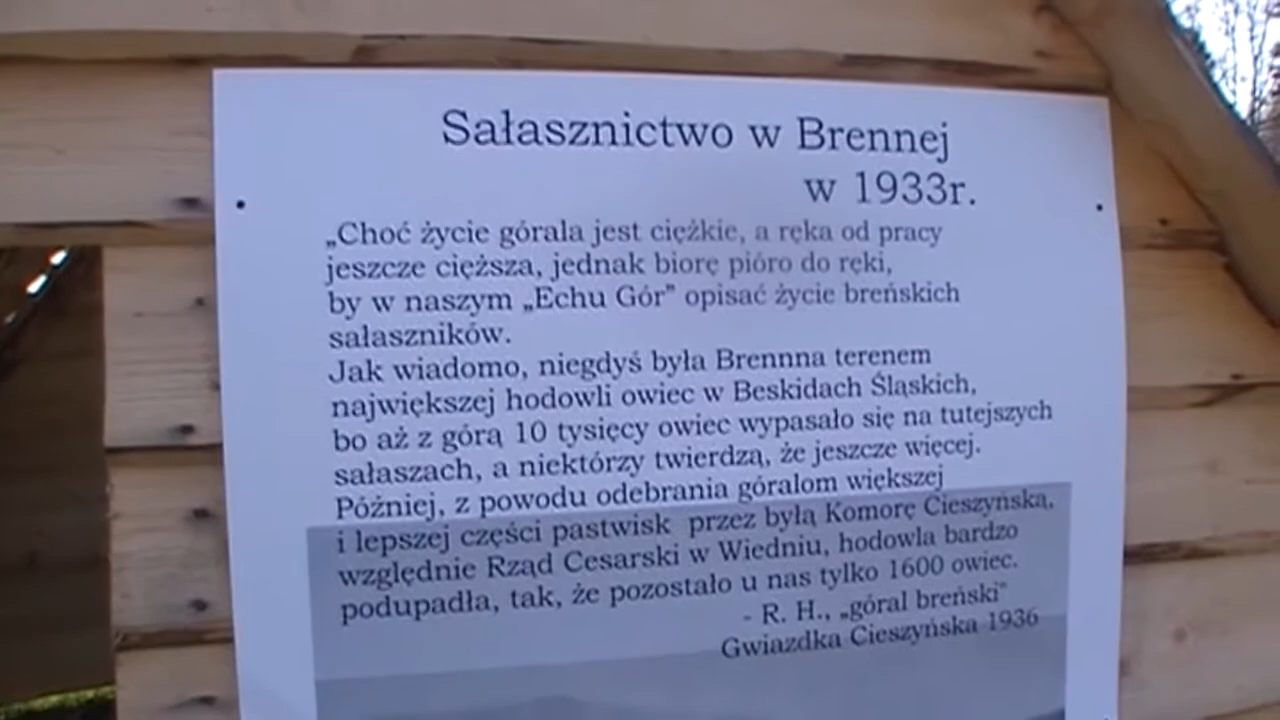 Sałasznictwo w Brennej
w 1933r.
„Choć życie górala jest ciężkie, a ręka od pracy
jeszcze cięższa, jednak biorę pióro do ręki,
by w naszym „Echu Gór” opisać życie breńskich
sałaszników.
Jak wiadomo, niegdyś była Brennna terenem
największej hodowli owiec w Beskidach Śląskich,
bo aż z górą 10 tysięcy owiec wypasało się na tutejszych
sałaszach, a niektórzy twierdzą, że jeszcze więcej.
Później, z powodu odebrania góralom większej
i lepszej części pastwisk przez byłą Komorę Cieszyńską,
względnie Rząd Cesarski w Wiedniu, hodowla bardzo
podupadła, tak, że pozostało u nas tylko 1600 owiec.
- R. H., „góral breński”
Gwiazdka Cieszyńska 1936